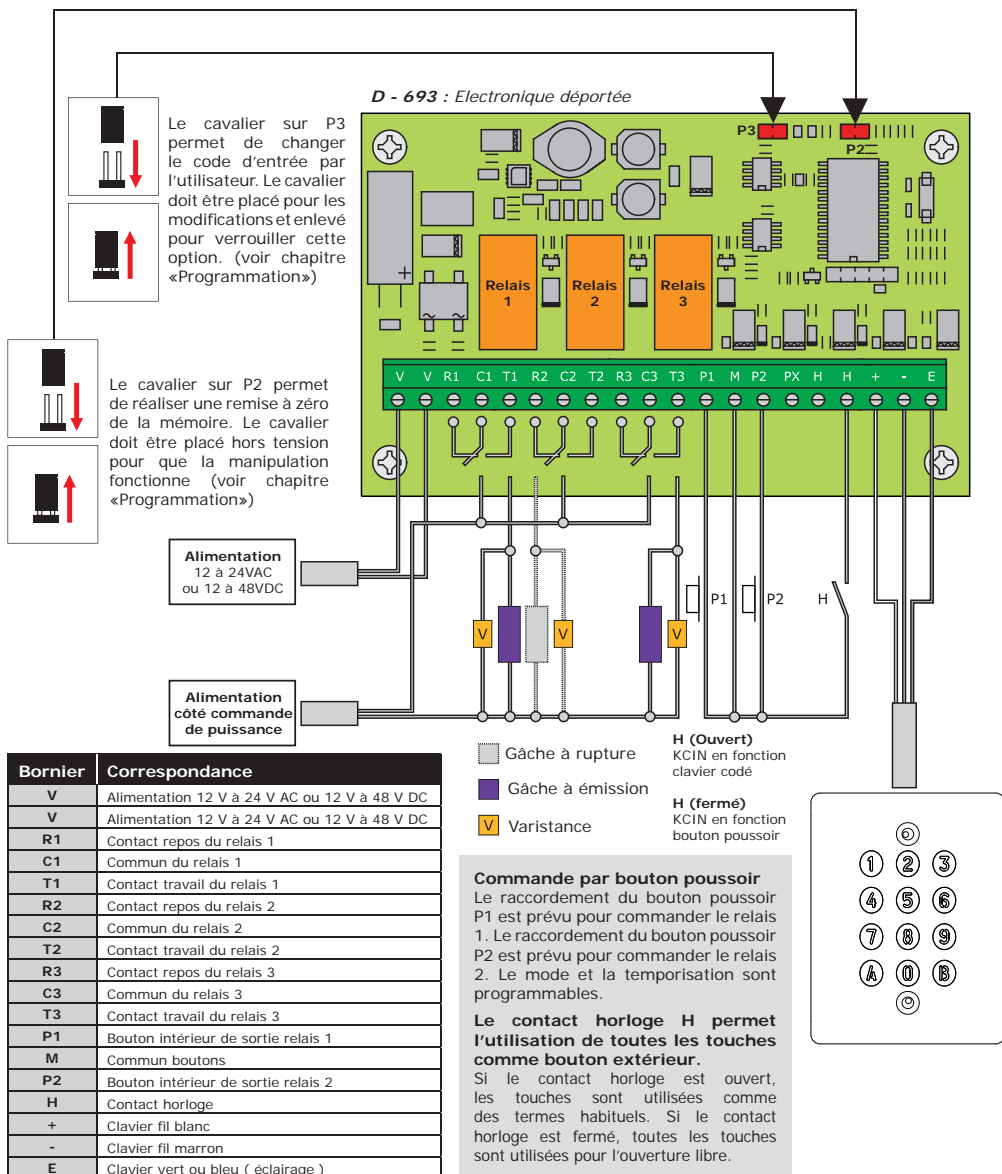 D - 693 : Electronique déportée
P3
P2
Le cavalier sur P3
permet de changer
le code d'entrée par
l'utilisateur. Le cavalier
doit être placé pour les
modifications et enlevé
pour verrouiller cette
option. (voir chapitre
«Programmation»)
Relais
1
Relais
2
Relais
3
+
~ ~
Le cavalier sur P2 permet
de réaliser une remise à zéro
de la mémoire. Le cavalier
doit être placé hors tension
pour que la manipulation
fonctionne (voir chapitre
«Programmation»)
V V R1 C1 T1 R2 C2 T2 R3 C3 T3 P1 M P2 PX H H + - E
Alimentation
12 à 24VAC
ou 12 à 48VDC
P1
P2
H
V
V
V
Alimentation
côté commande
de puissance
Gâche à rupture
Gâche à émission
V Varistance
H (Ouvert)
KCIN en fonction
clavier codé
H (fermé)
KCIN en fonction
bouton poussoir
Bornier Correspondance
V Alimentation 12 V à 24 V AC ou 12 V à 48 V DC
V Alimentation 12 V à 24 V AC ou 12 V à 48 V DC
R1 Contact repos du relais 1
C1 Commun du relais 1
T1 Contact travail du relais 1
R2 Contact repos du relais 2
C2 Commun du relais 2
T2 Contact travail du relais 2
R3 Contact repos du relais 3
C3 Commun du relais 3
T3 Contact travail du relais 3
P1 Bouton intérieur de sortie relais 1
M Commun boutons
P2 Bouton intérieur de sortie relais 2
H Contact horloge
+ Clavier fil blanc
- Clavier fil marron
E Clavier vert ou bleu ( éclairage )
Commande par bouton poussoir
Le raccordement du bouton poussoir
P1 est prévu pour commander le relais
1. Le raccordement du bouton poussoir
P2 est prévu pour commander le relais
2. Le mode et la temporisation sont
programmables.
Le contact horloge H permet
l'utilisation de toutes les touches
comme bouton extérieur.
Si le contact horloge est ouvert,
les touches sont utilisées comme
des termes habituels. Si le contact
horloge est fermé, toutes les touches
sont utilisées pour l'ouverture libre.
1 2 3
4 5 6
7 8 9
A 0 B